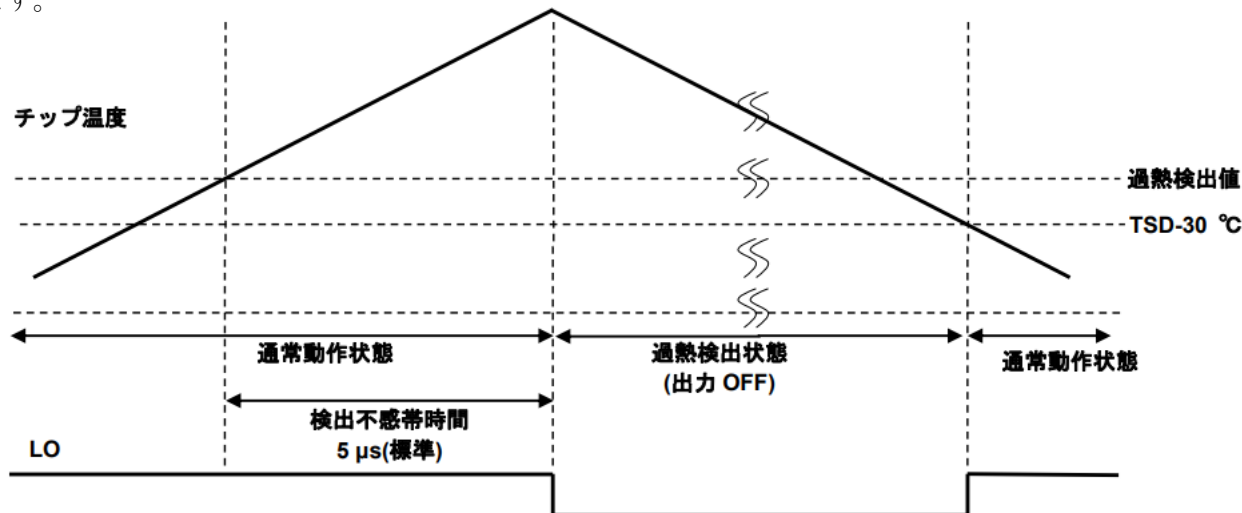 す。
チップ温度
過熱検出値
TSD-30 ℃
通常動作状態
過熱検出状態
(出力 OFF)
通常動作状態
検出不感帯時間
5 μs(標準)
LO